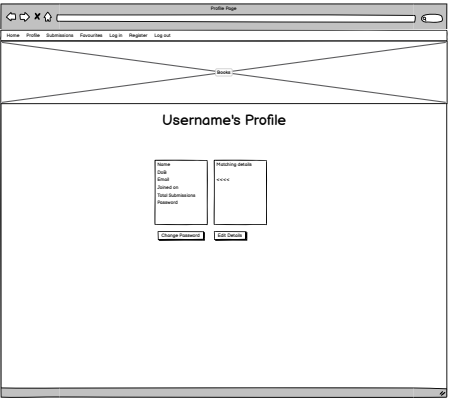 Profile Page
Home Profile Submissions Favourites Log in Register Log out
Books
Username's Profile
Name
DoB
Email
Joined on
Total Submissions
Password
Matching details
<<<<
Change Password
Edit Details